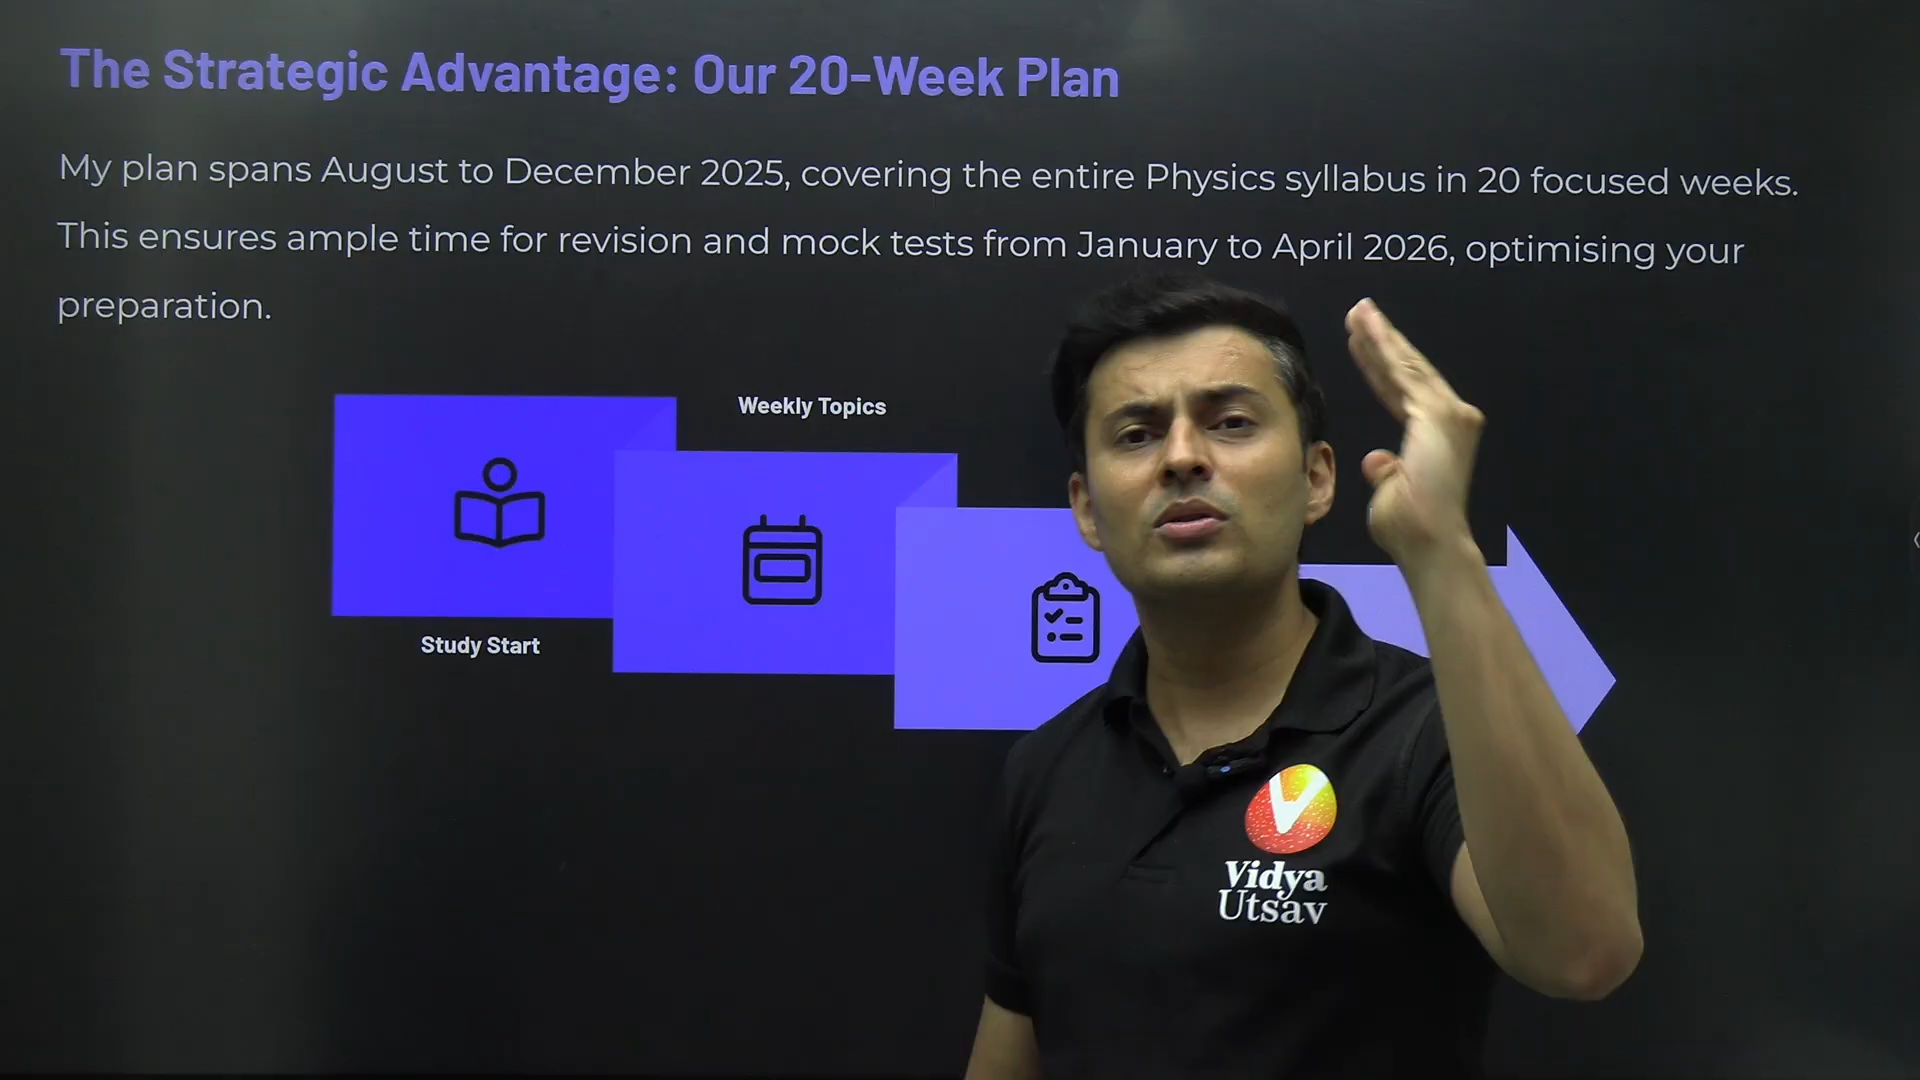 The Strategic Advantage: Our 20-Week Plan
My plan spans August to December 2025, covering the entire Physics syllabus in 20 focused weeks.
This ensures ample time for revision and mock tests from January to April 2026, optimising your
preparation.
Weekly Topics
Study Start
Vidya
Utsav